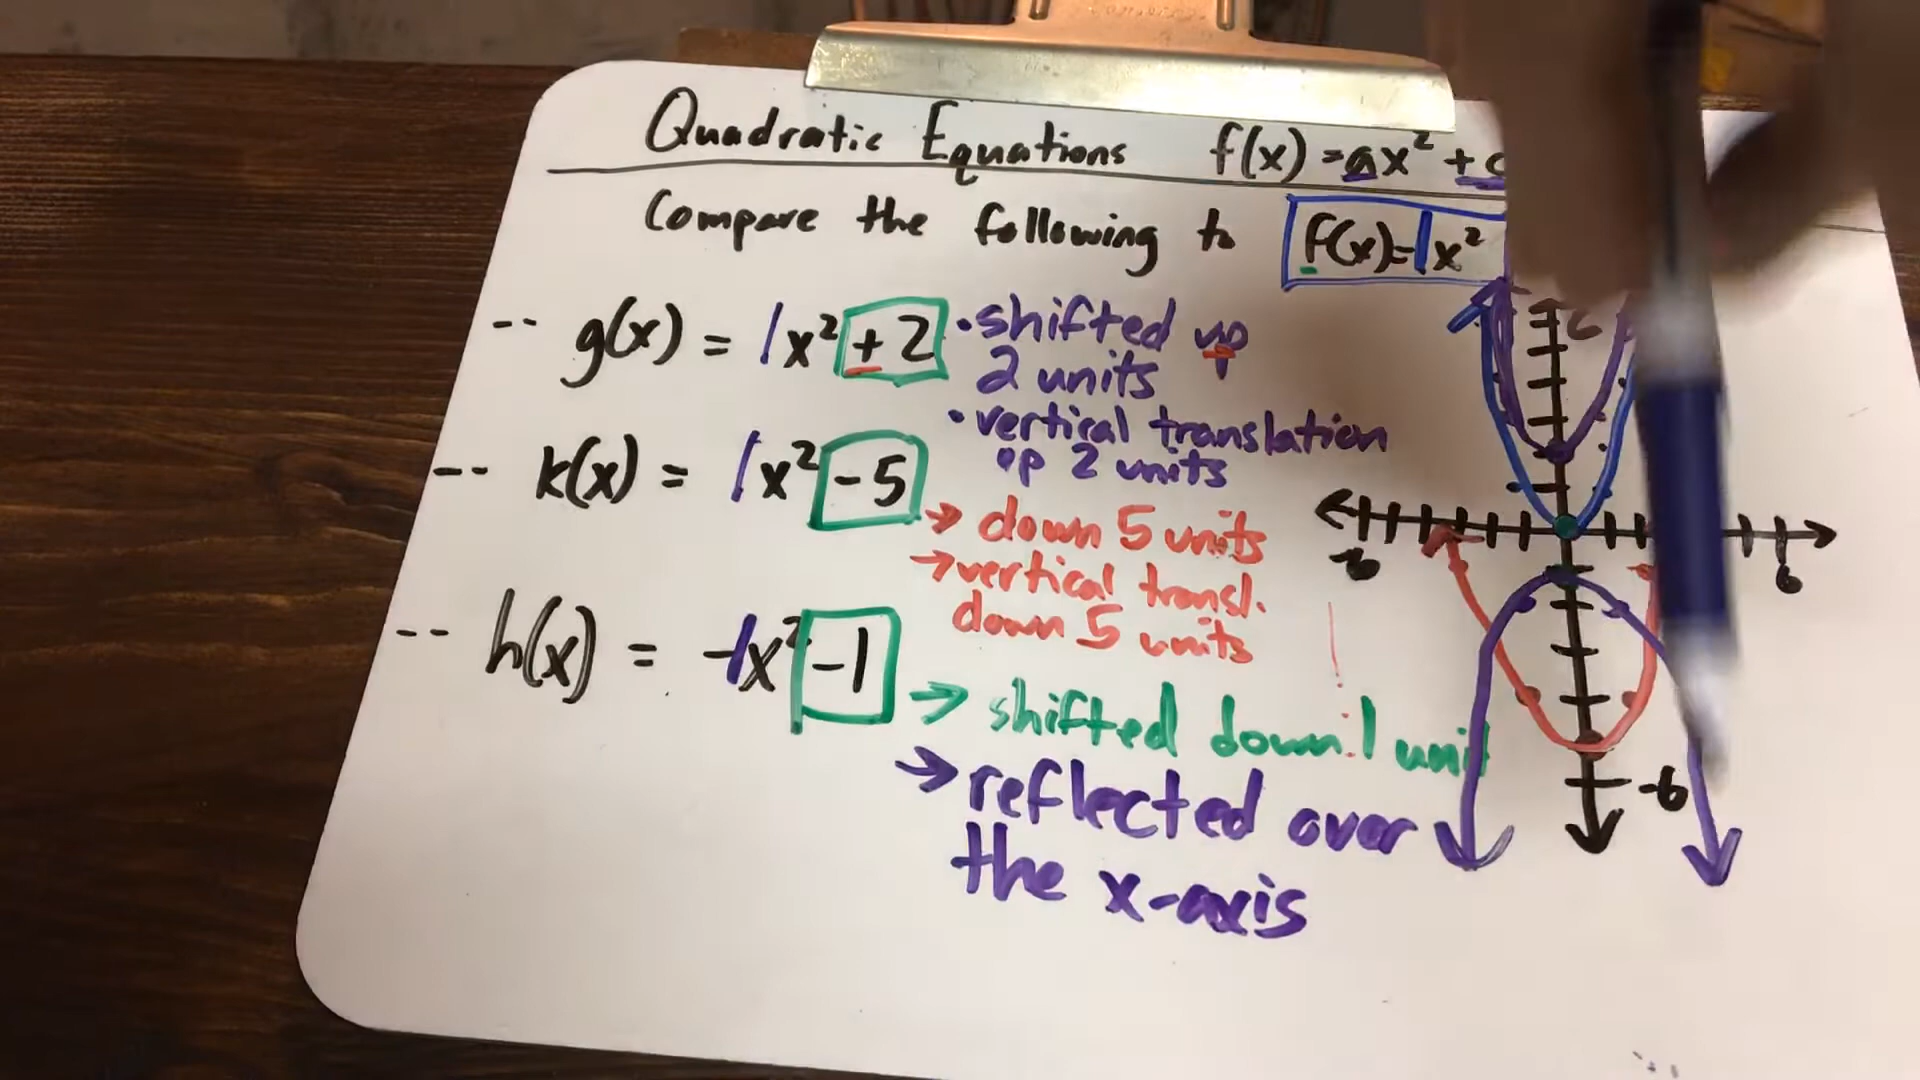 Quadratic Equations f(x) = ax² + c
Compare the following to f(x)=1x²
-- g(x) = 1x² + 2
• shifted up
2 units
• vertical translation
up 2 units
-- k(x) = 1x² - 5
→ down 5 units
→ vertical transl.
down 5 units
-- h(x) = -1x² - 1
→ shifted down 1 unit
→ reflected over
the x-axis
6
-6
6
-6